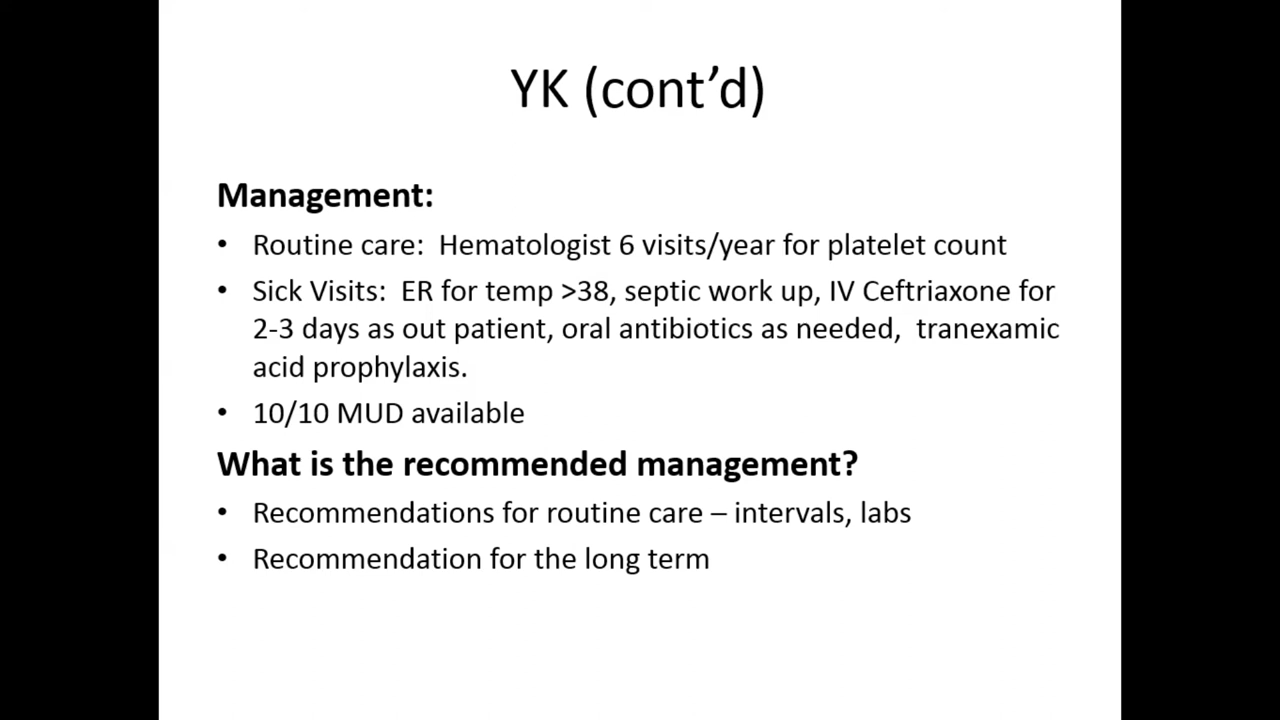 YK (cont’d)
Management:
• Routine care:  Hematologist 6 visits/year for platelet count
• Sick Visits:  ER for temp >38, septic work up, IV Ceftriaxone for
2-3 days as out patient, oral antibiotics as needed,  tranexamic
acid prophylaxis.
• 10/10 MUD available
What is the recommended management?
• Recommendations for routine care – intervals, labs
• Recommendation for the long term